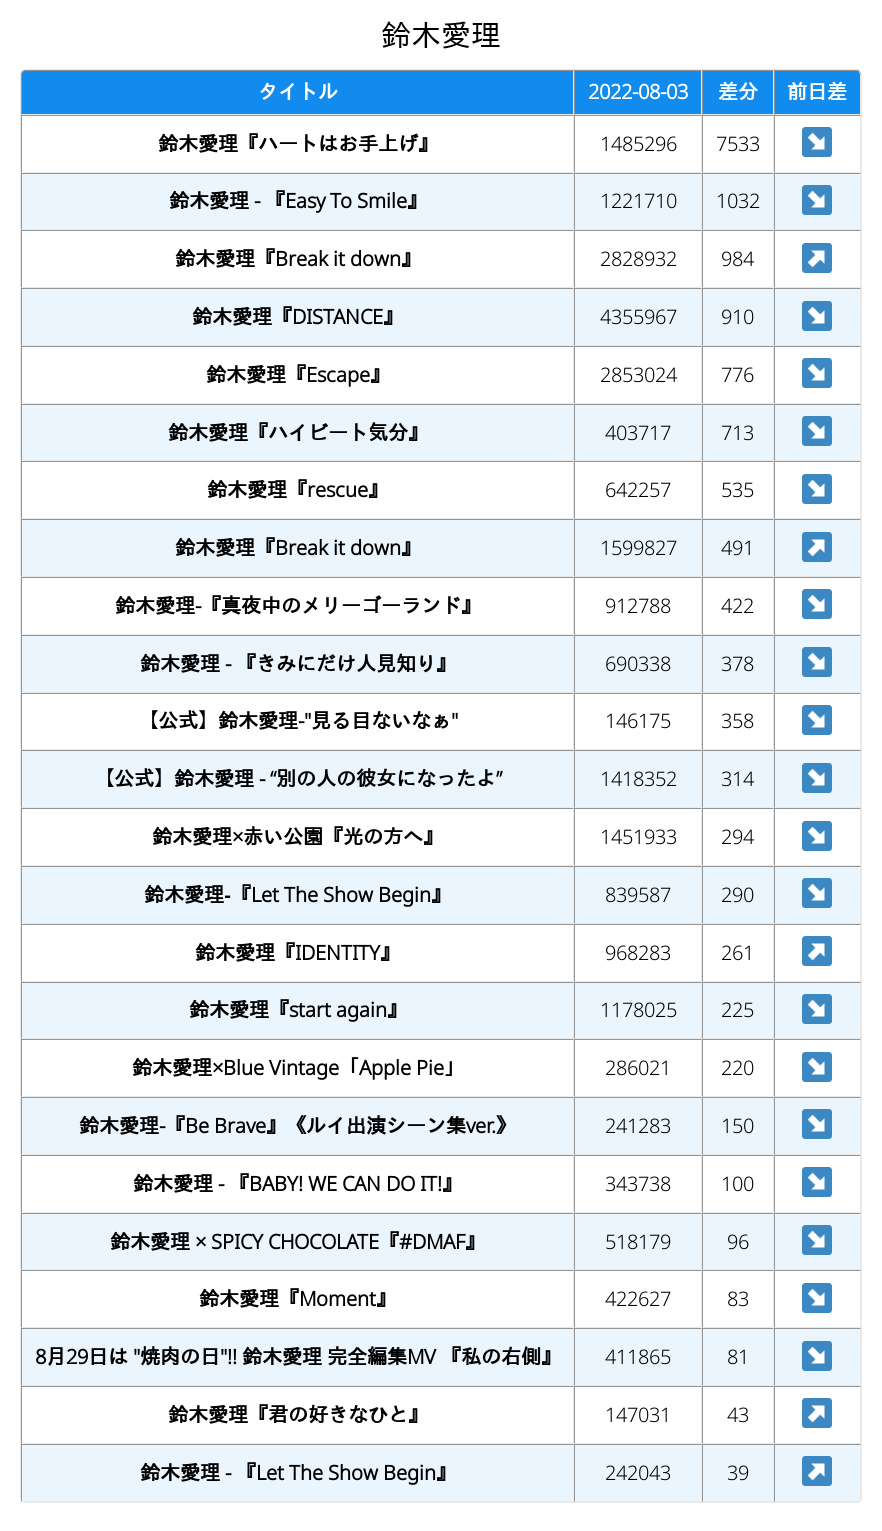 鈴木愛理
タイトル 2022-08-03 差分 前日差
鈴木愛理『ハートはお手上げ』 1485296 7533 ↘
鈴木愛理 - 『Easy To Smile』 1221710 1032 ↘
鈴木愛理『Break it down』 2828932 984 ↗
鈴木愛理『DISTANCE』 4355967 910 ↘
鈴木愛理『Escape』 2853024 776 ↘
鈴木愛理『ハイビート気分』 403717 713 ↘
鈴木愛理『rescue』 642257 535 ↘
鈴木愛理『Break it down』 1599827 491 ↗
鈴木愛理-『真夜中のメリーゴーランド』 912788 422 ↘
鈴木愛理 - 『きみにだけ人見知り』 690338 378 ↘
【公式】鈴木愛理-"見る目ないなぁ" 146175 358 ↘
【公式】鈴木愛理 - “別の人の彼女になったよ” 1418352 314 ↘
鈴木愛理×赤い公園『光の方へ』 1451933 294 ↘
鈴木愛理-『Let The Show Begin』 839587 290 ↘
鈴木愛理『IDENTITY』 968283 261 ↗
鈴木愛理『start again』 1178025 225 ↘
鈴木愛理×Blue Vintage「Apple Pie」 286021 220 ↘
鈴木愛理-『Be Brave』《ルイ出演シーン集ver.》 241283 150 ↘
鈴木愛理 - 『BABY! WE CAN DO IT!』 343738 100 ↘
鈴木愛理 × SPICY CHOCOLATE『#DMAF』 518179 96 ↘
鈴木愛理『Moment』 422627 83 ↘
8月29日は "焼肉の日"!! 鈴木愛理 完全編集MV 『私の右側』 411865 81 ↘
鈴木愛理『君の好きなひと』 147031 43 ↗
鈴木愛理 - 『Let The Show Begin』 242043 39 ↗